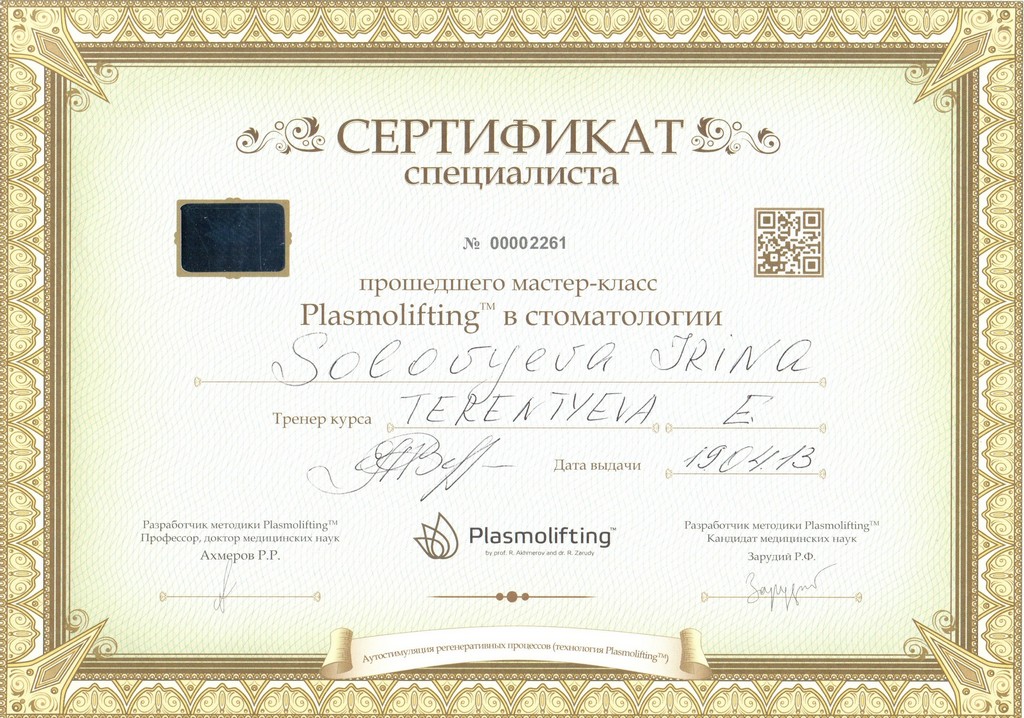 СЕРТИФИКАТ
специалиста
№ 00002261
прошедшего мастер-класс
Plasmolifting™ в стоматологии
Solovyeva IRINA
Тренер курса TERENTYEVA E.
Дата выдачи 19.04.13
Разработчик методики Plasmolifting™
Профессор, доктор медицинских наук
Ахмеров Р.Р.
Plasmolifting™
by prof. R. Akhmerov and dr. R. Zarudy
Разработчик методики Plasmolifting™
Кандидат медицинских наук
Зарудий Р.Ф.
Аутостимуляция регенеративных процессов (технология Plasmolifting™)